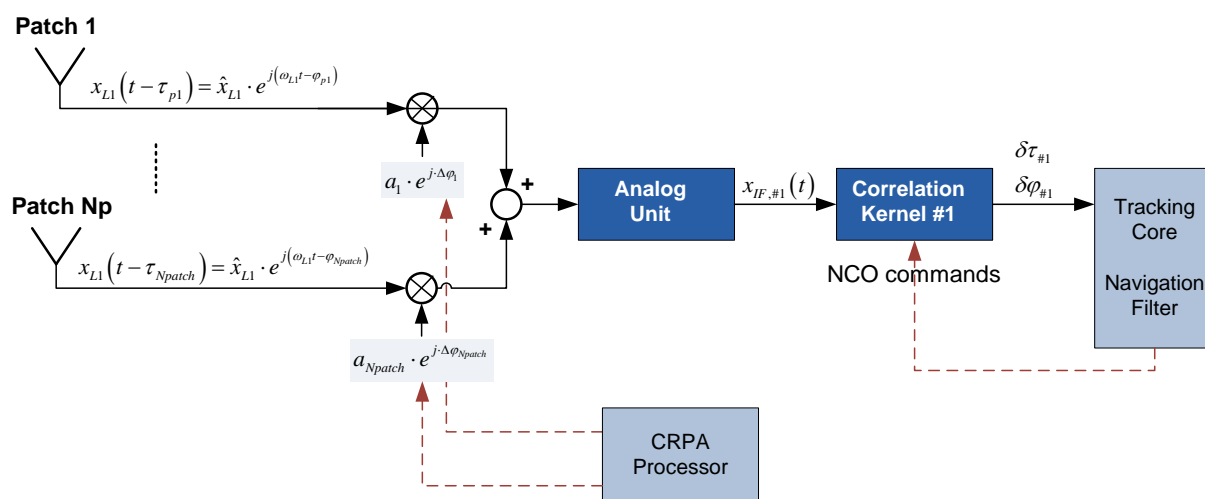 Patch 1
x_{L1}(t − τ_{p1}) = x̂_{L1} · e^{j(ω_{L1}t − φ_{p1})}
a_1 · e^{j·Δφ_1}
+
+
Analog
Unit
x_{IF,#1}(t)
Correlation
Kernel #1
δτ_{#1}
δφ_{#1}
Tracking
Core
Navigation
Filter
Patch Np
x_{L1}(t − τ_{Npatch}) = x̂_{L1} · e^{j(ω_{L1}t − φ_{Npatch})}
NCO commands
a_{Npatch} · e^{j·Δφ_{Npatch}}
CRPA
Processor